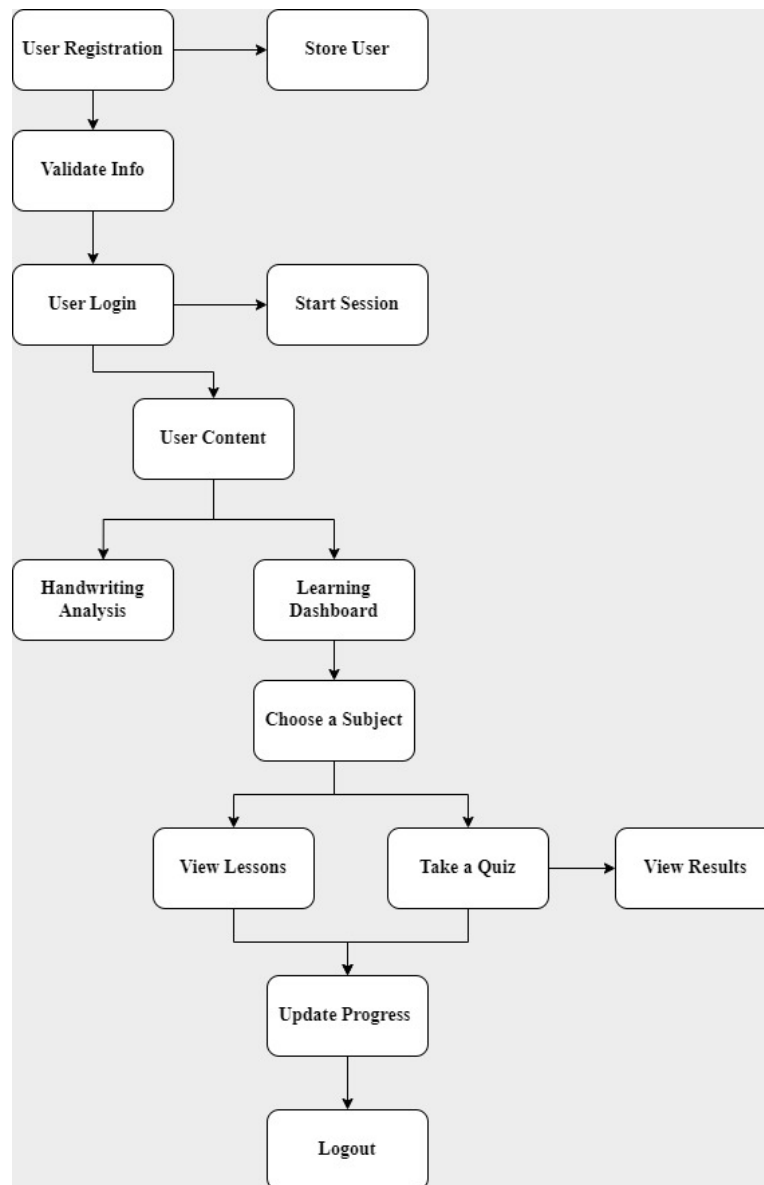 User Registration
Store User
Validate Info
User Login
Start Session
User Content
Handwriting
Analysis
Learning
Dashboard
Choose a Subject
View Lessons
Take a Quiz
View Results
Update Progress
Logout